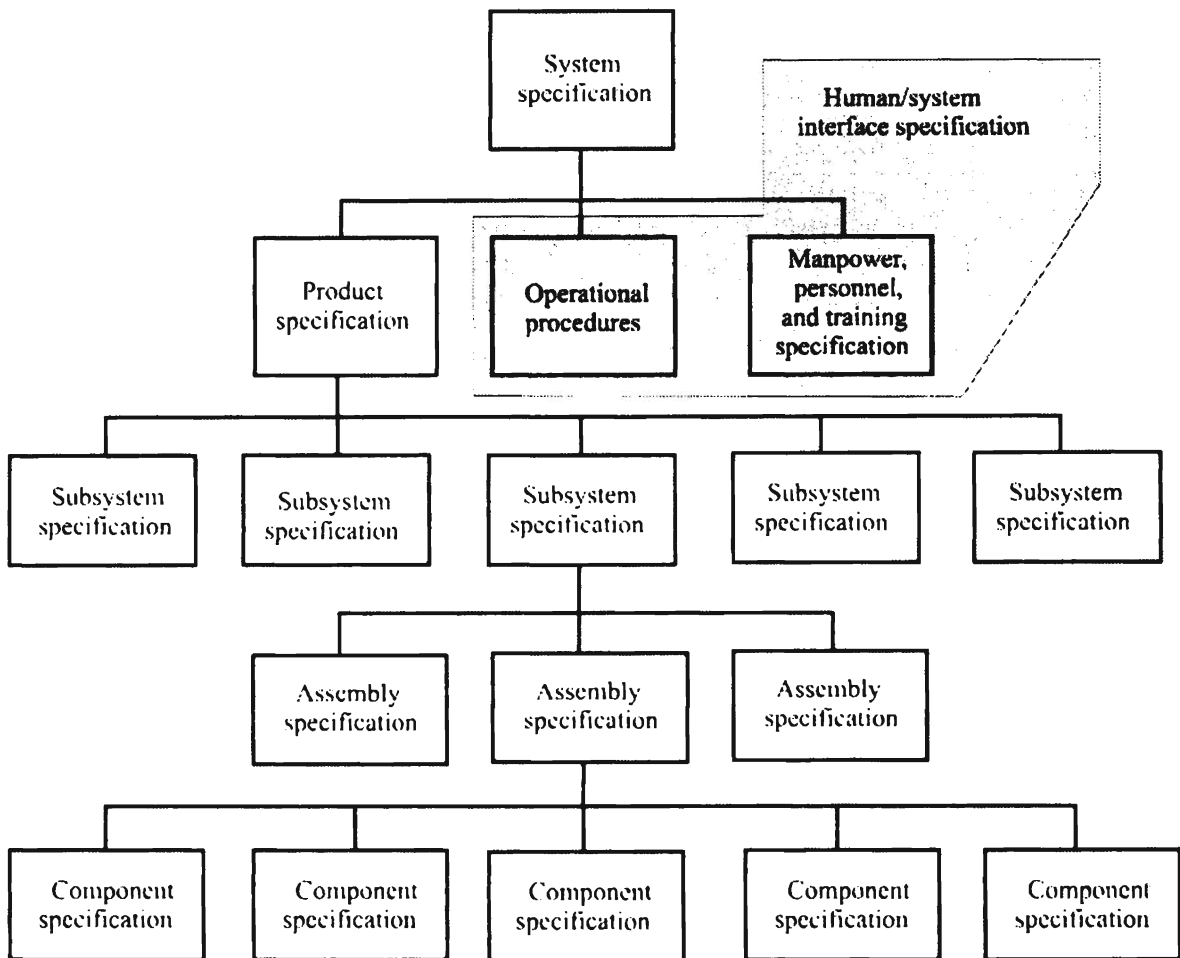 System
specification
Human/system
interface specification
Product
specification
Operational
procedures
Manpower,
personnel,
and training
specification
Subsystem
specification
Subsystem
specification
Subsystem
specification
Subsystem
specification
Subsystem
specification
Assembly
specification
Assembly
specification
Assembly
specification
Component
specification
Component
specification
Component
specification
Component
specification
Component
specification